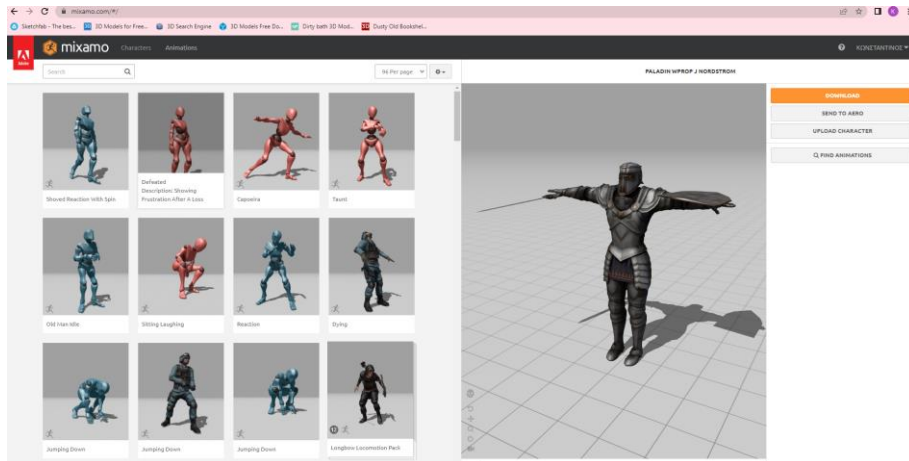 mixamo.com/#/
Sketchfab - The bes...
3D Models for Free...
3D Search Engine
3D Models Free Do...
Dirty bath 3D Mod...
Dusty Old Bookshel...
Adobe
mixamo
Characters
Animations
KONSTANTINOE
Search
96 Per page
PALADIN WPROP J NORDSTROM
DOWNLOAD
SEND TO AERO
UPLOAD CHARACTER
FIND ANIMATIONS
Shoved Reaction With Spin
Defeated
Description: Showing
Frustration After A Loss
Capoeira
Taunt
Old Man Idle
Sitting Laughing
Reaction
Dying
Jumping Down
Jumping Down
Jumping Down
Longbow Locomotion Pack